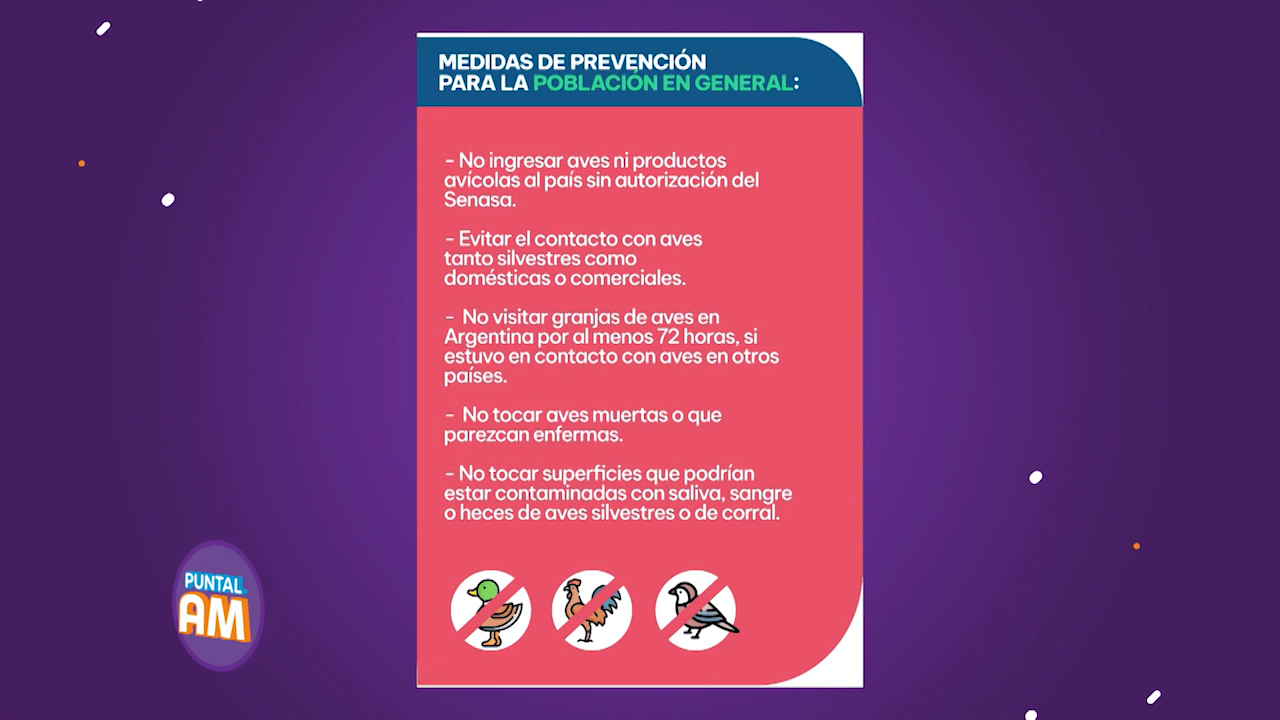 MEDIDAS DE PREVENCIÓN
PARA LA POBLACIÓN EN GENERAL:
- No ingresar aves ni productos
avícolas al país sin autorización del
Senasa.
- Evitar el contacto con aves
tanto silvestres como
domésticas o comerciales.
- No visitar granjas de aves en
Argentina por al menos 72 horas, si
estuvo en contacto con aves en otros
países.
- No tocar aves muertas o que
parezcan enfermas.
- No tocar superficies que podrían
estar contaminadas con saliva, sangre
o heces de aves silvestres o de corral.
PUNTAL
AM